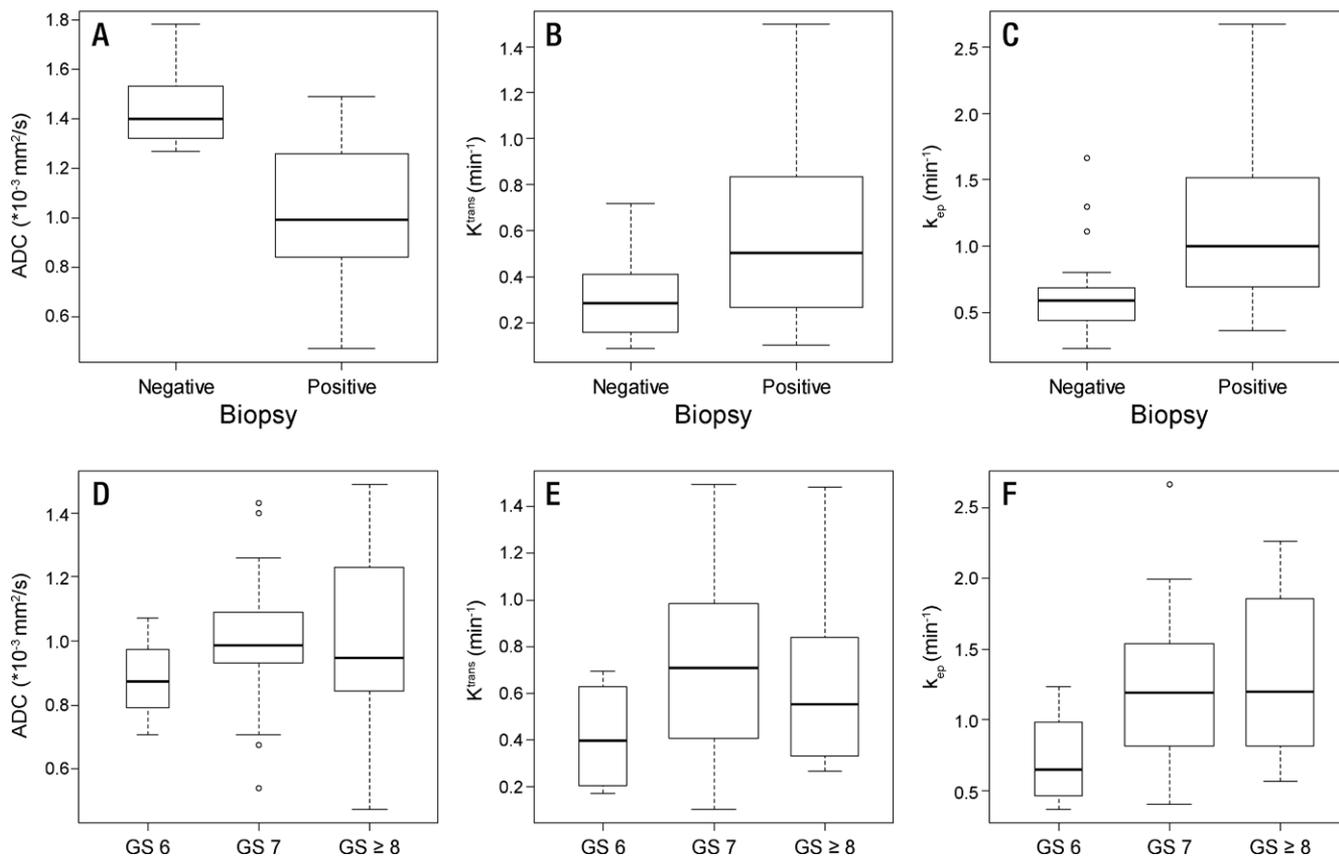 A
ADC (*10⁻³ mm²/s)
1.8
1.6
1.4
1.2
1.0
0.8
0.6
Negative Positive
Biopsy
B
Kᵗʳᵃⁿˢ (min⁻¹)
1.4
1.2
1.0
0.8
0.6
0.4
0.2
Negative Positive
Biopsy
C
kₑₚ (min⁻¹)
2.5
2.0
1.5
1.0
0.5
Negative Positive
Biopsy
D
ADC (*10⁻³ mm²/s)
1.4
1.2
1.0
0.8
0.6
GS 6 GS 7 GS ≥ 8
E
Kᵗʳᵃⁿˢ (min⁻¹)
1.4
1.2
1.0
0.8
0.6
0.4
0.2
GS 6 GS 7 GS ≥ 8
F
kₑₚ (min⁻¹)
2.5
2.0
1.5
1.0
0.5
GS 6 GS 7 GS ≥ 8